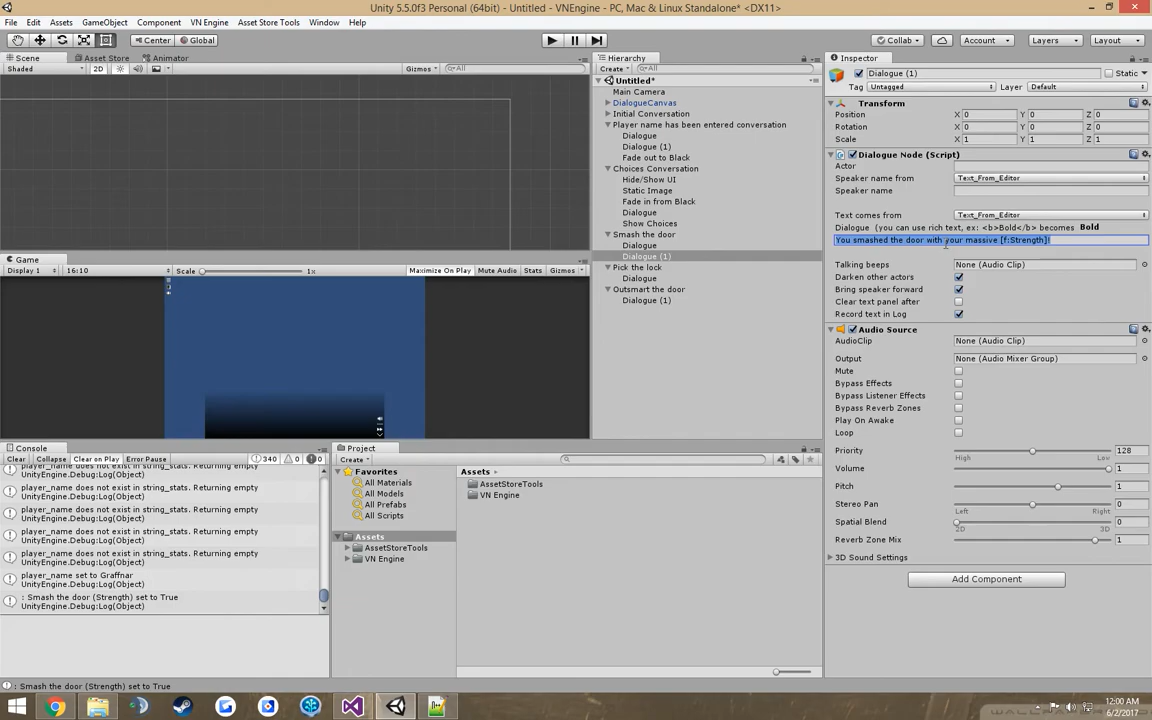 Unity 5.5.0f3 Personal (64bit) - Untitled - VNEngine - PC, Mac & Linux Standalone* <DX11>
File Edit Assets GameObject Component VN Engine Asset Store Tools Window Help
Center Global Collab Account Layers Layout
Scene Asset Store Animator
Shaded 2D Gizmos All
Game
Display 1 16:10 Scale 1x Maximize On Play Mute Audio Stats Gizmos
Hierarchy
Create All
Untitled*
Main Camera
DialogueCanvas
Initial Conversation
Player name has been entered conversation
Dialogue
Dialogue (1)
Fade out to Black
Choices Conversation
Hide/Show UI
Static Image
Fade in from Black
Dialogue
Show Choices
Smash the door
Dialogue
Dialogue (1)
Pick the lock
Dialogue
Outsmart the door
Dialogue (1)
Inspector
Dialogue (1) Static
Tag Untagged Layer Default
Transform
Position X 0 Y 0 Z 0
Rotation X 0 Y 0 Z 0
Scale X 1 Y 1 Z 1
Dialogue Node (Script)
Actor
Speaker name from Text_From_Editor
Speaker name
Text comes from Text_From_Editor
Dialogue (you can use rich text, ex: <b>Bold</b> becomes Bold
You smashed the door with your massive [f:Strength]!
Talking beeps None (Audio Clip)
Darken other actors
Bring speaker forward
Clear text panel after
Record text in Log
Audio Source
AudioClip None (Audio Clip)
Output None (Audio Mixer Group)
Mute
Bypass Effects
Bypass Listener Effects
Bypass Reverb Zones
Play On Awake
Loop
Priority 128
High Low
Volume 1
Pitch 1
Stereo Pan 0
Left Right
Spatial Blend 0
2D 3D
Reverb Zone Mix 1
3D Sound Settings
Add Component
Console
Clear Collapse Clear on Play Error Pause 340 0 0
player_name does not exist in string_stats. Returning empty
UnityEngine.Debug:Log(Object)
player_name does not exist in string_stats. Returning empty
UnityEngine.Debug:Log(Object)
player_name does not exist in string_stats. Returning empty
UnityEngine.Debug:Log(Object)
player_name does not exist in string_stats. Returning empty
UnityEngine.Debug:Log(Object)
player_name does not exist in string_stats. Returning empty
UnityEngine.Debug:Log(Object)
player_name set to Graffnar
UnityEngine.Debug:Log(Object)
: Smash the door (Strength) set to True
UnityEngine.Debug:Log(Object)
Project
Create
Favorites
All Materials
All Models
All Prefabs
All Scripts
Assets
AssetStoreTools
VN Engine
Assets
AssetStoreTools
VN Engine
: Smash the door (Strength) set to True
12:00 AM
6/2/2017